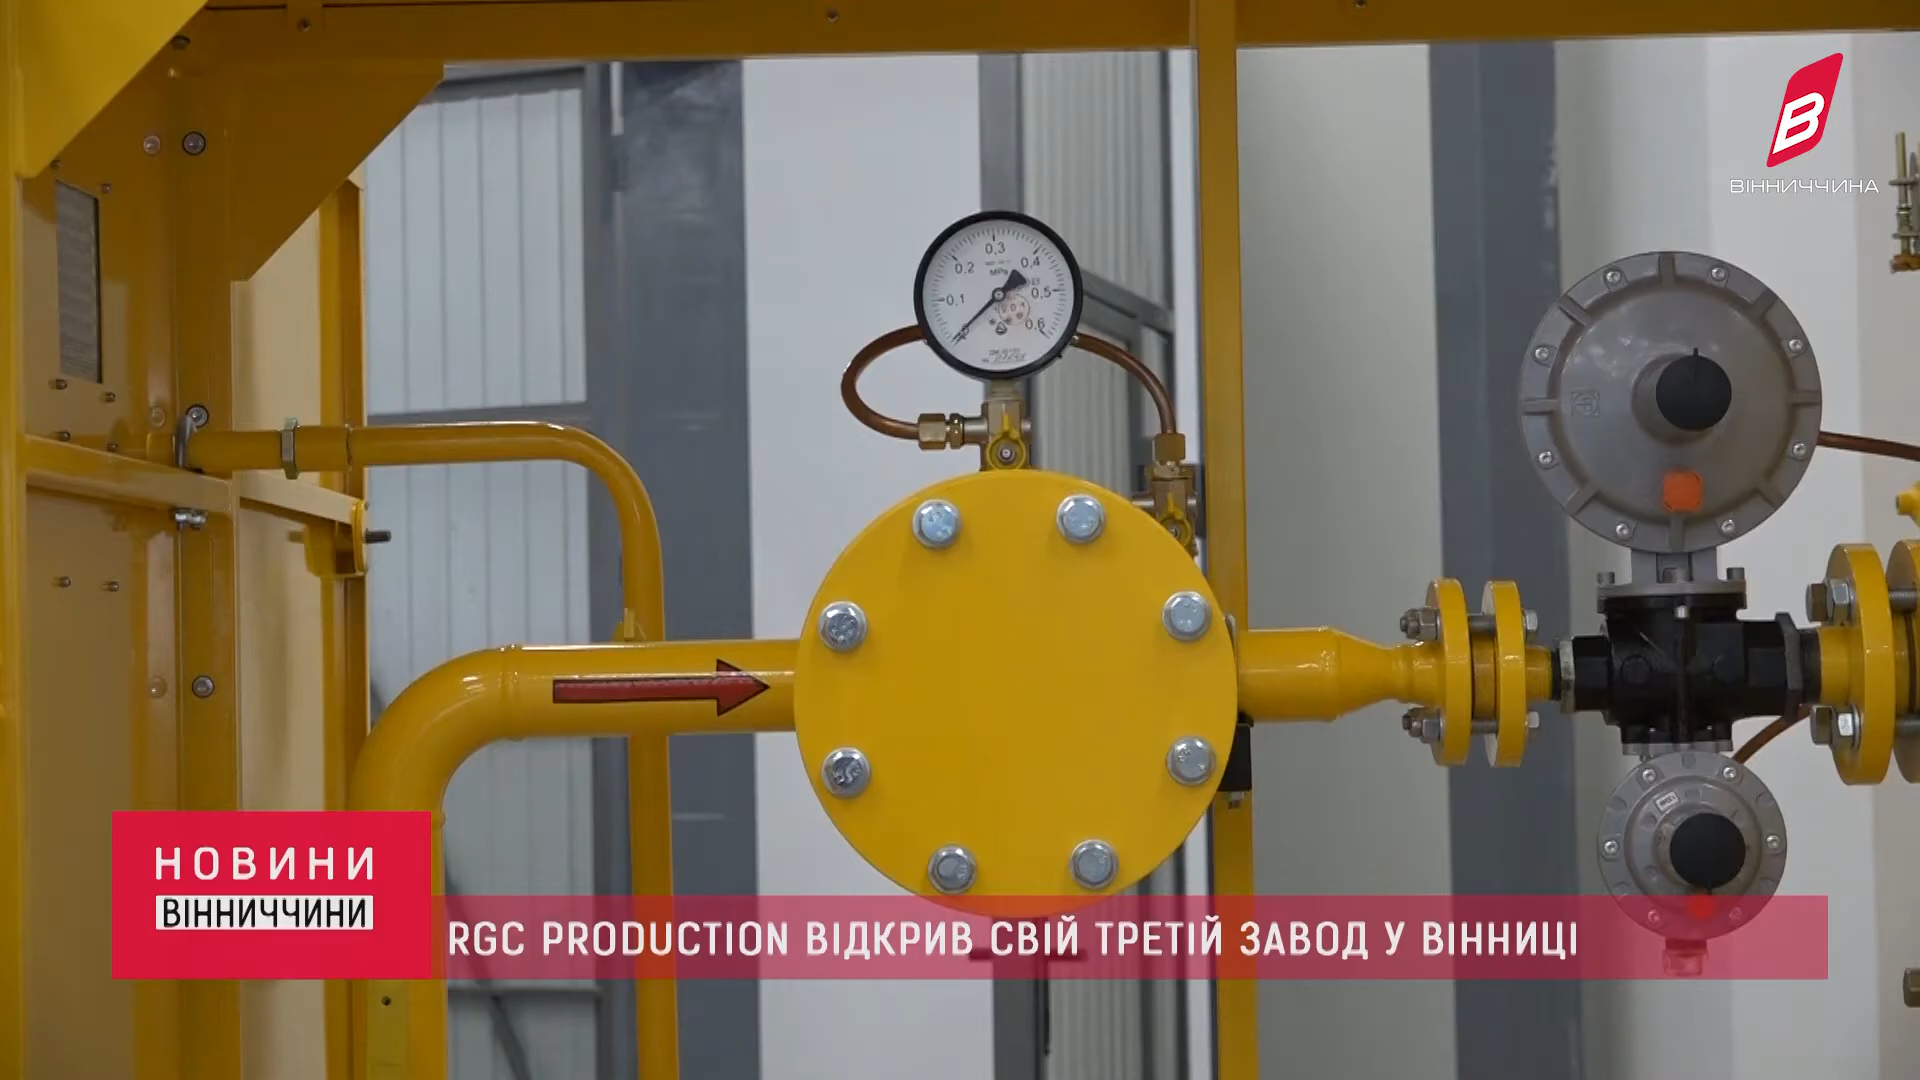 В
ВІННИЧЧИНА
0,3
0,2
0,4
MPa
0,1
0,5
0
0,6
НОВИНИ
ВІННИЧЧИНИ
RGC PRODUCTION ВІДКРИВ СВІЙ ТРЕТІЙ ЗАВОД У ВІННИЦІ